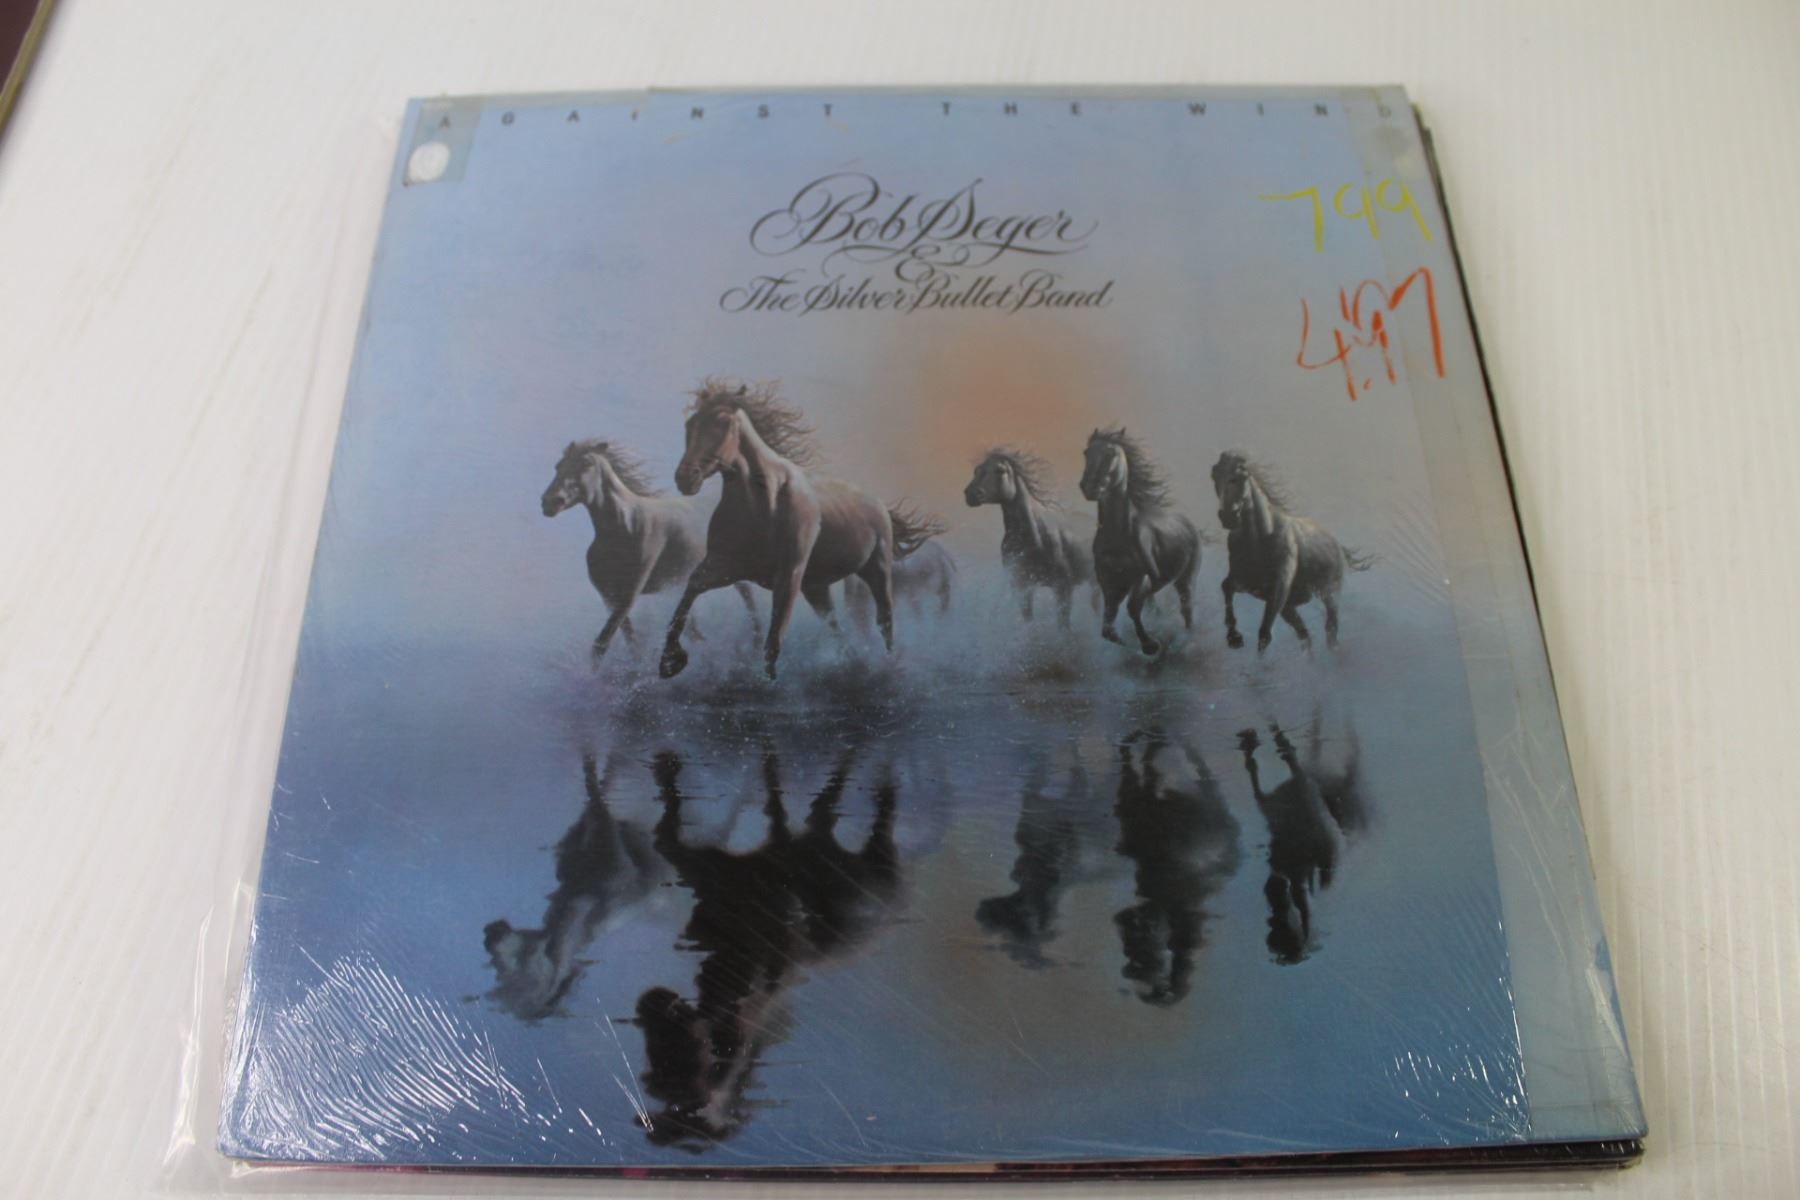 AGAINST THE WIND
Bob Seger
&
The Silver Bullet Band
799
4.97